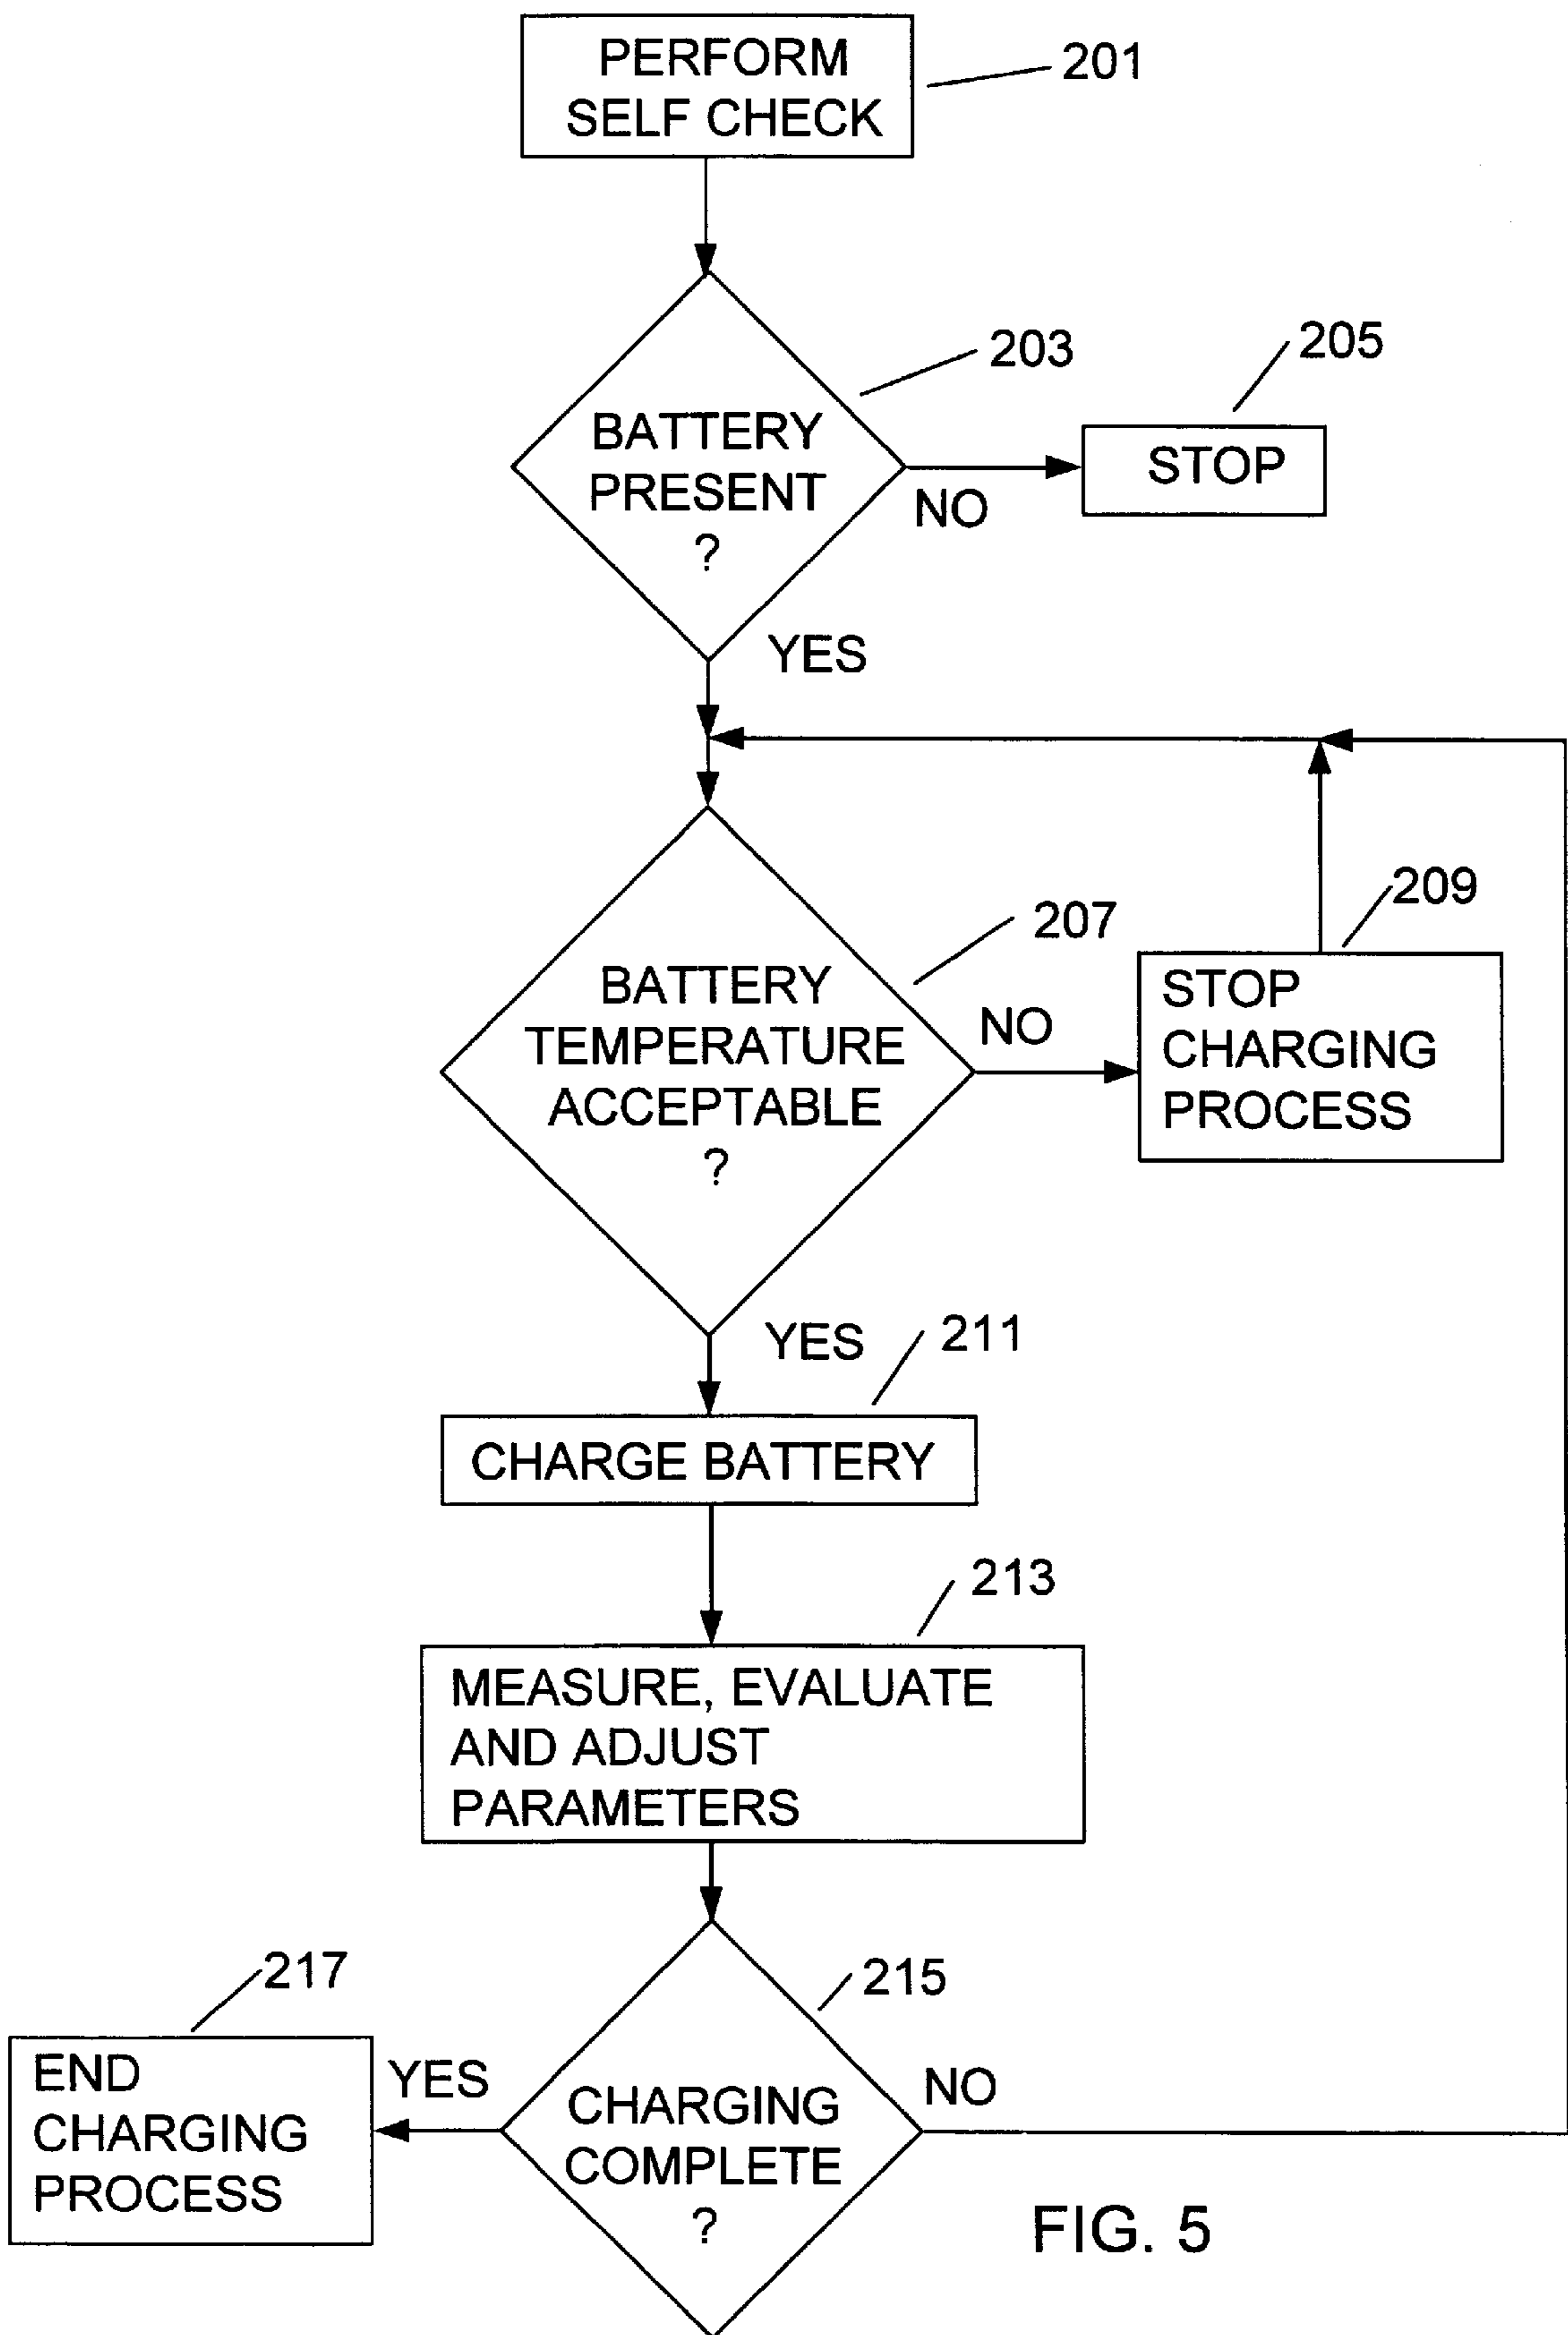 PERFORM
SELF CHECK
201
203
205
BATTERY
PRESENT
?
NO
STOP
YES
207
209
BATTERY
TEMPERATURE
ACCEPTABLE
?
NO
STOP
CHARGING
PROCESS
YES
211
CHARGE BATTERY
213
MEASURE, EVALUATE
AND ADJUST
PARAMETERS
217
215
END
CHARGING
PROCESS
YES
CHARGING
COMPLETE
?
NO
FIG. 5